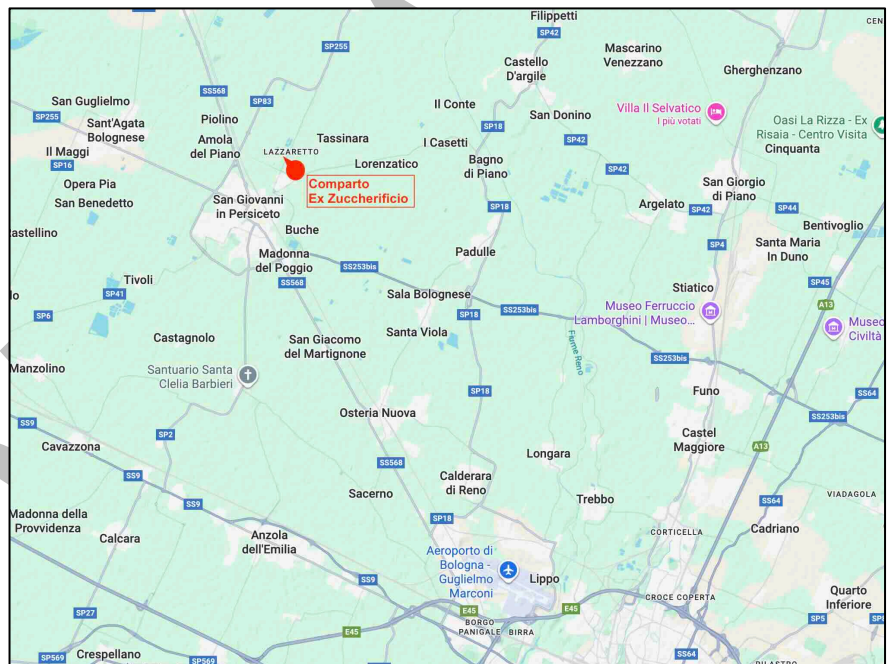 Filippetti
CEN
SP42
SP255
Mascarino
Venezzano
Castello
D'argile
Gherghenzano
SS568
SP83
San Guglielmo
Il Conte
Villa Il Selvatico
I più votati
SP255
Sant'Agata
Bolognese
Piolino
San Donino
Oasi La Rizza - Ex
Risaia - Centro Visita
SP18
Amola
del Piano
Tassinara
I Casetti
SP42
Il Maggi
LAZZARETTO
Cinquanta
SP16
Lorenzatico
Bagno
di Piano
SP42
Opera Pia
Comparto
Ex Zuccherificio
San Giorgio
di Piano
San Benedetto
San Giovanni
in Persiceto
SP18
Argelato
SP42
SP44
Buche
Bentivoglio
astellino
SP4
Santa Maria
In Duno
Madonna
del Poggio
Padulle
SS253bis
Tivoli
SS568
Stiatico
SP45
lo
SP41
Sala Bolognese
A13
SP6
SP18
SS253bis
Museo Ferruccio
Lamborghini | Museo...
Museo
Civiltà
Santa Viola
Castagnolo
San Giacomo
del Martignone
Fiume Reno
SS253bis
Manzolino
Santuario Santa
Clelia Barbieri
SP18
Funo
SS64
Osteria Nuova
SS253bis
SS9
SP2
Castel
Maggiore
Cavazzona
A13
Longara
SS568
SS9
Calderara
di Reno
Sacerno
Trebbo
VIADAGOLA
SS9
SS64
Madonna della
Provvidenza
SP18
Cadriano
Calcara
Anzola
dell'Emilia
CORTICELLA
Aeroporto di
Bologna -
Guglielmo
Marconi
SS9
Lippo
Quarto
Inferiore
CROCE COPERTA
SP27
E45
E45
SP5
E45
BORGO
PANIGALE
BIRRA
Crespellano
SP569
SP569
SS64
PILASTRO